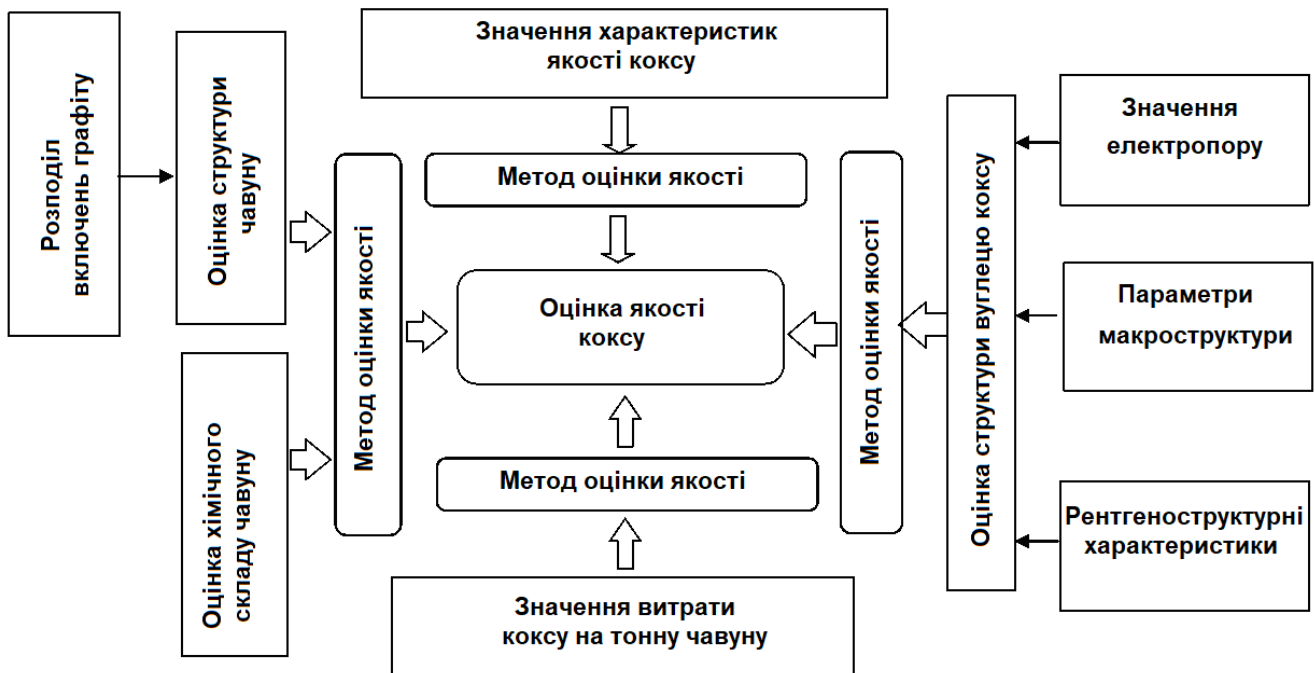 Розподіл
включень графіту
Оцінка структури
чавуну
Оцінка хімічного
складу чавуну
Метод оцінки якості
Значення характеристик
якості коксу
Метод оцінки якості
Оцінка якості
коксу
Метод оцінки якості
Значення витрати
коксу на тонну чавуну
Метод оцінки якості
Оцінка структури вуглецю коксу
Значення
електропору
Параметри
макроструктури
Рентгеноструктурні
характеристики